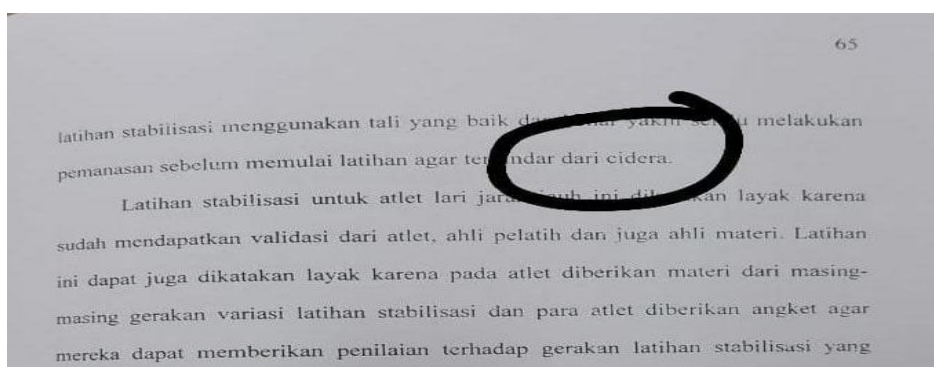 65
latihan stabilisasi menggunakan tali yang baik melakukan
pemanasan sebelum memulai latihan agar dari cidera.
Latihan stabilisasi untuk atlet lari ini layak karena
sudah mendapatkan validasi dari atlet, ahli pelatih dan juga ahli materi. Latihan
ini dapat juga dikatakan layak karena pada atlet diberikan materi dari masing-
masing gerakan variasi latihan stabilisasi dan para atlet diberikan angket agar
mereka dapat memberikan penilaian terhadap gerakan latihan stabilisasi yang